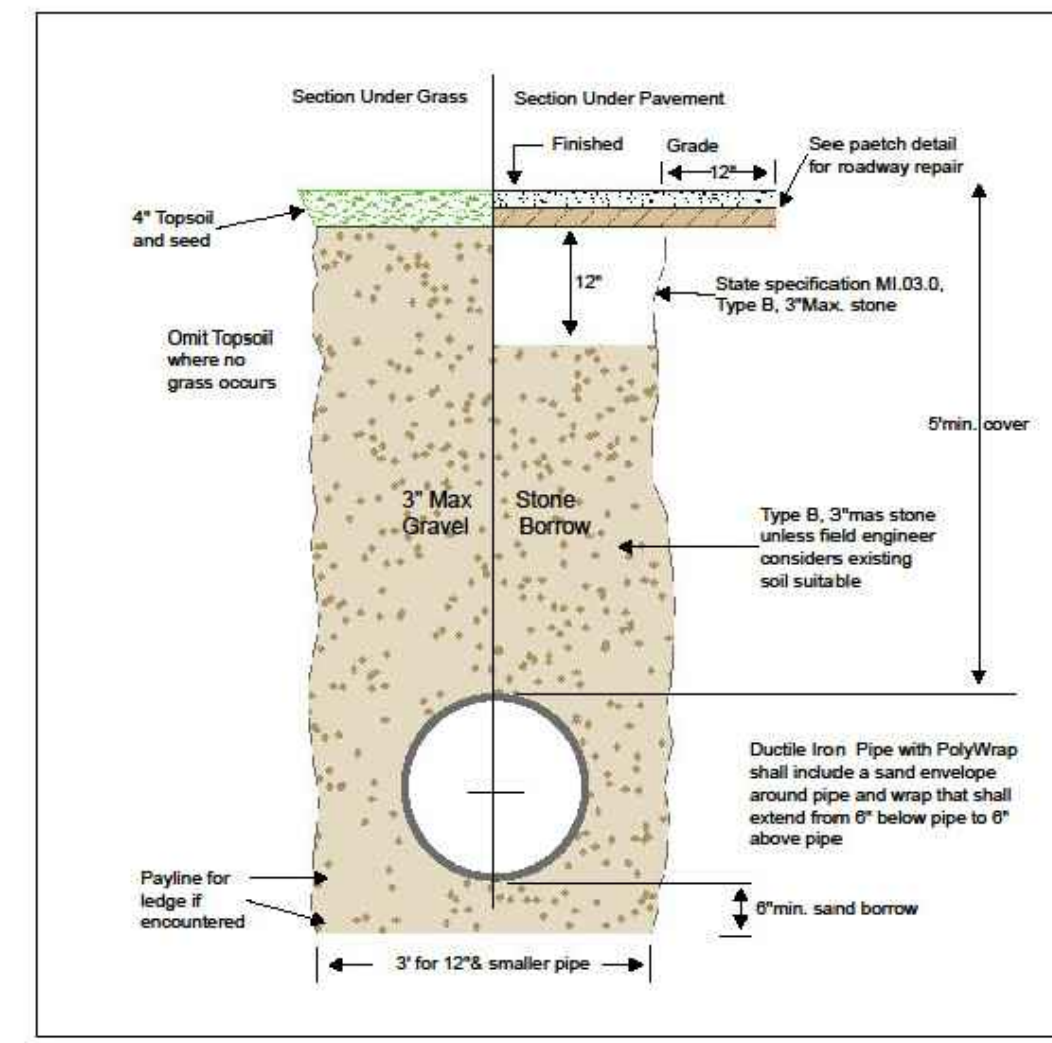 Section Under Grass
Section Under Pavement
Finished
Grade
12"
See paetch detail
for roadway repair
4" Topsoil
and seed
12"
State specification MI.03.0,
Type B, 3"Max. stone
Omit Topsoil
where no
grass occurs
5'min. cover
3" Max
Gravel
Stone
Borrow
Type B, 3"mas stone
unless field engineer
considers existing
soil suitable
Ductile Iron Pipe with PolyWrap
shall include a sand envelope
around pipe and wrap that shall
extend from 6" below pipe to 6"
above pipe
Payline for
ledge if
encountered
6"min. sand borrow
3' for 12"& smaller pipe